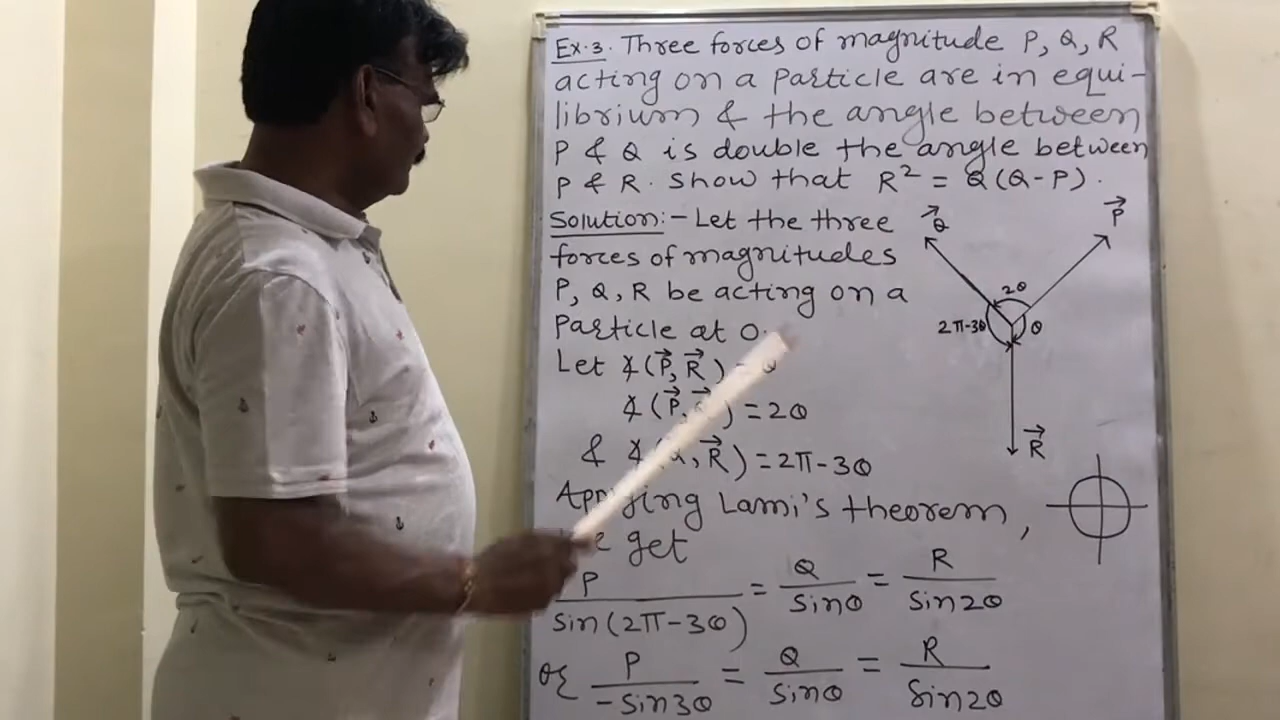 Ex.3. Three forces of magnitude P, Q, R
acting on a Particle are in equi-
librium & the angle between
P & Q is double the angle between
P & R. Show that R² = Q(Q-P).
Solution:- Let the three
forces of magnitudes
P, Q, R be acting on a
Particle at O.
Let ∡(P⃗, R⃗) = θ
∡(P⃗, ) = 2θ
& ∡( , R⃗) = 2π-3θ
Applying Lami's theorem,
get
P/sin(2π-3θ) = Q/sinθ = R/sin2θ
or P/-sin3θ = Q/sinθ = R/sin2θ
Q⃗
P⃗
2θ
2π-3θ
θ
R⃗